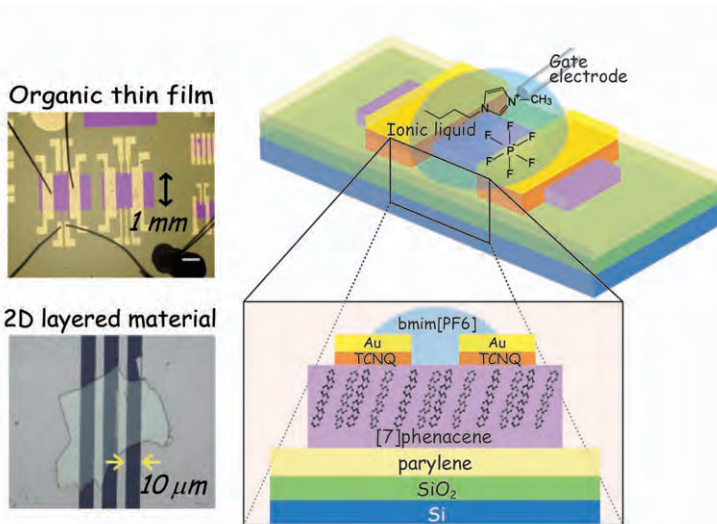 Organic thin film
1 mm
2D layered material
10 μm
Gate
electrode
N
N+
CH3
Ionic liquid
F
F
F
P-
F
F
F
bmim[PF6]
Au
TCNQ
Au
TCNQ
[7]phenacene
parylene
SiO2
Si